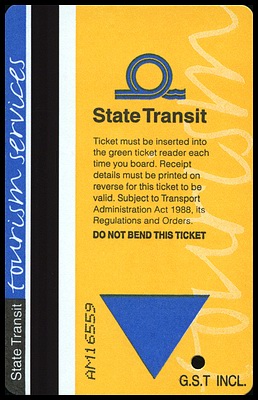 State Transit
Ticket must be inserted into
the green ticket reader each
time you board. Receipt
details must be printed on
reverse for this ticket to be
valid. Subject to Transport
Administration Act 1988, its
Regulations and Orders.
DO NOT BEND THIS TICKET
AM16559
G.S.T INCL.
State Transit tourism services
tourism